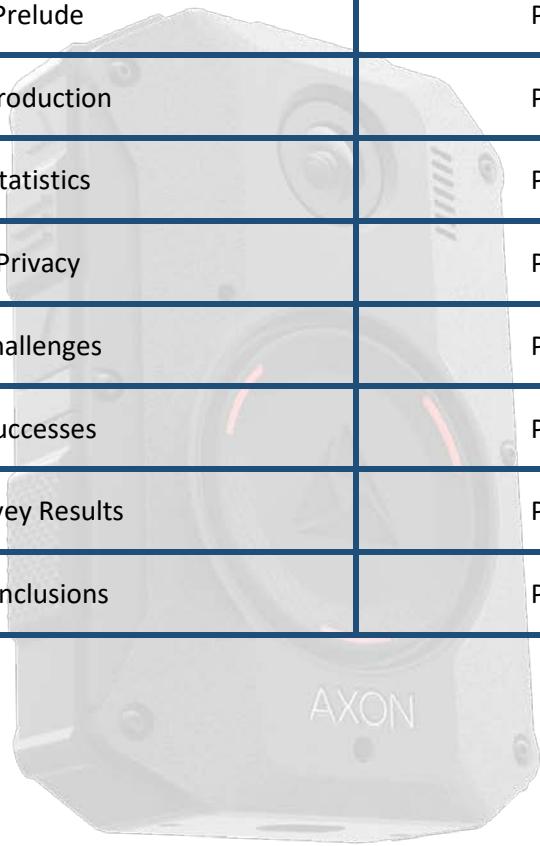 Prelude P
roduction P
tatistics P
Privacy P
hallenges P
uccesses P
vey Results P
nclusions P
AXON